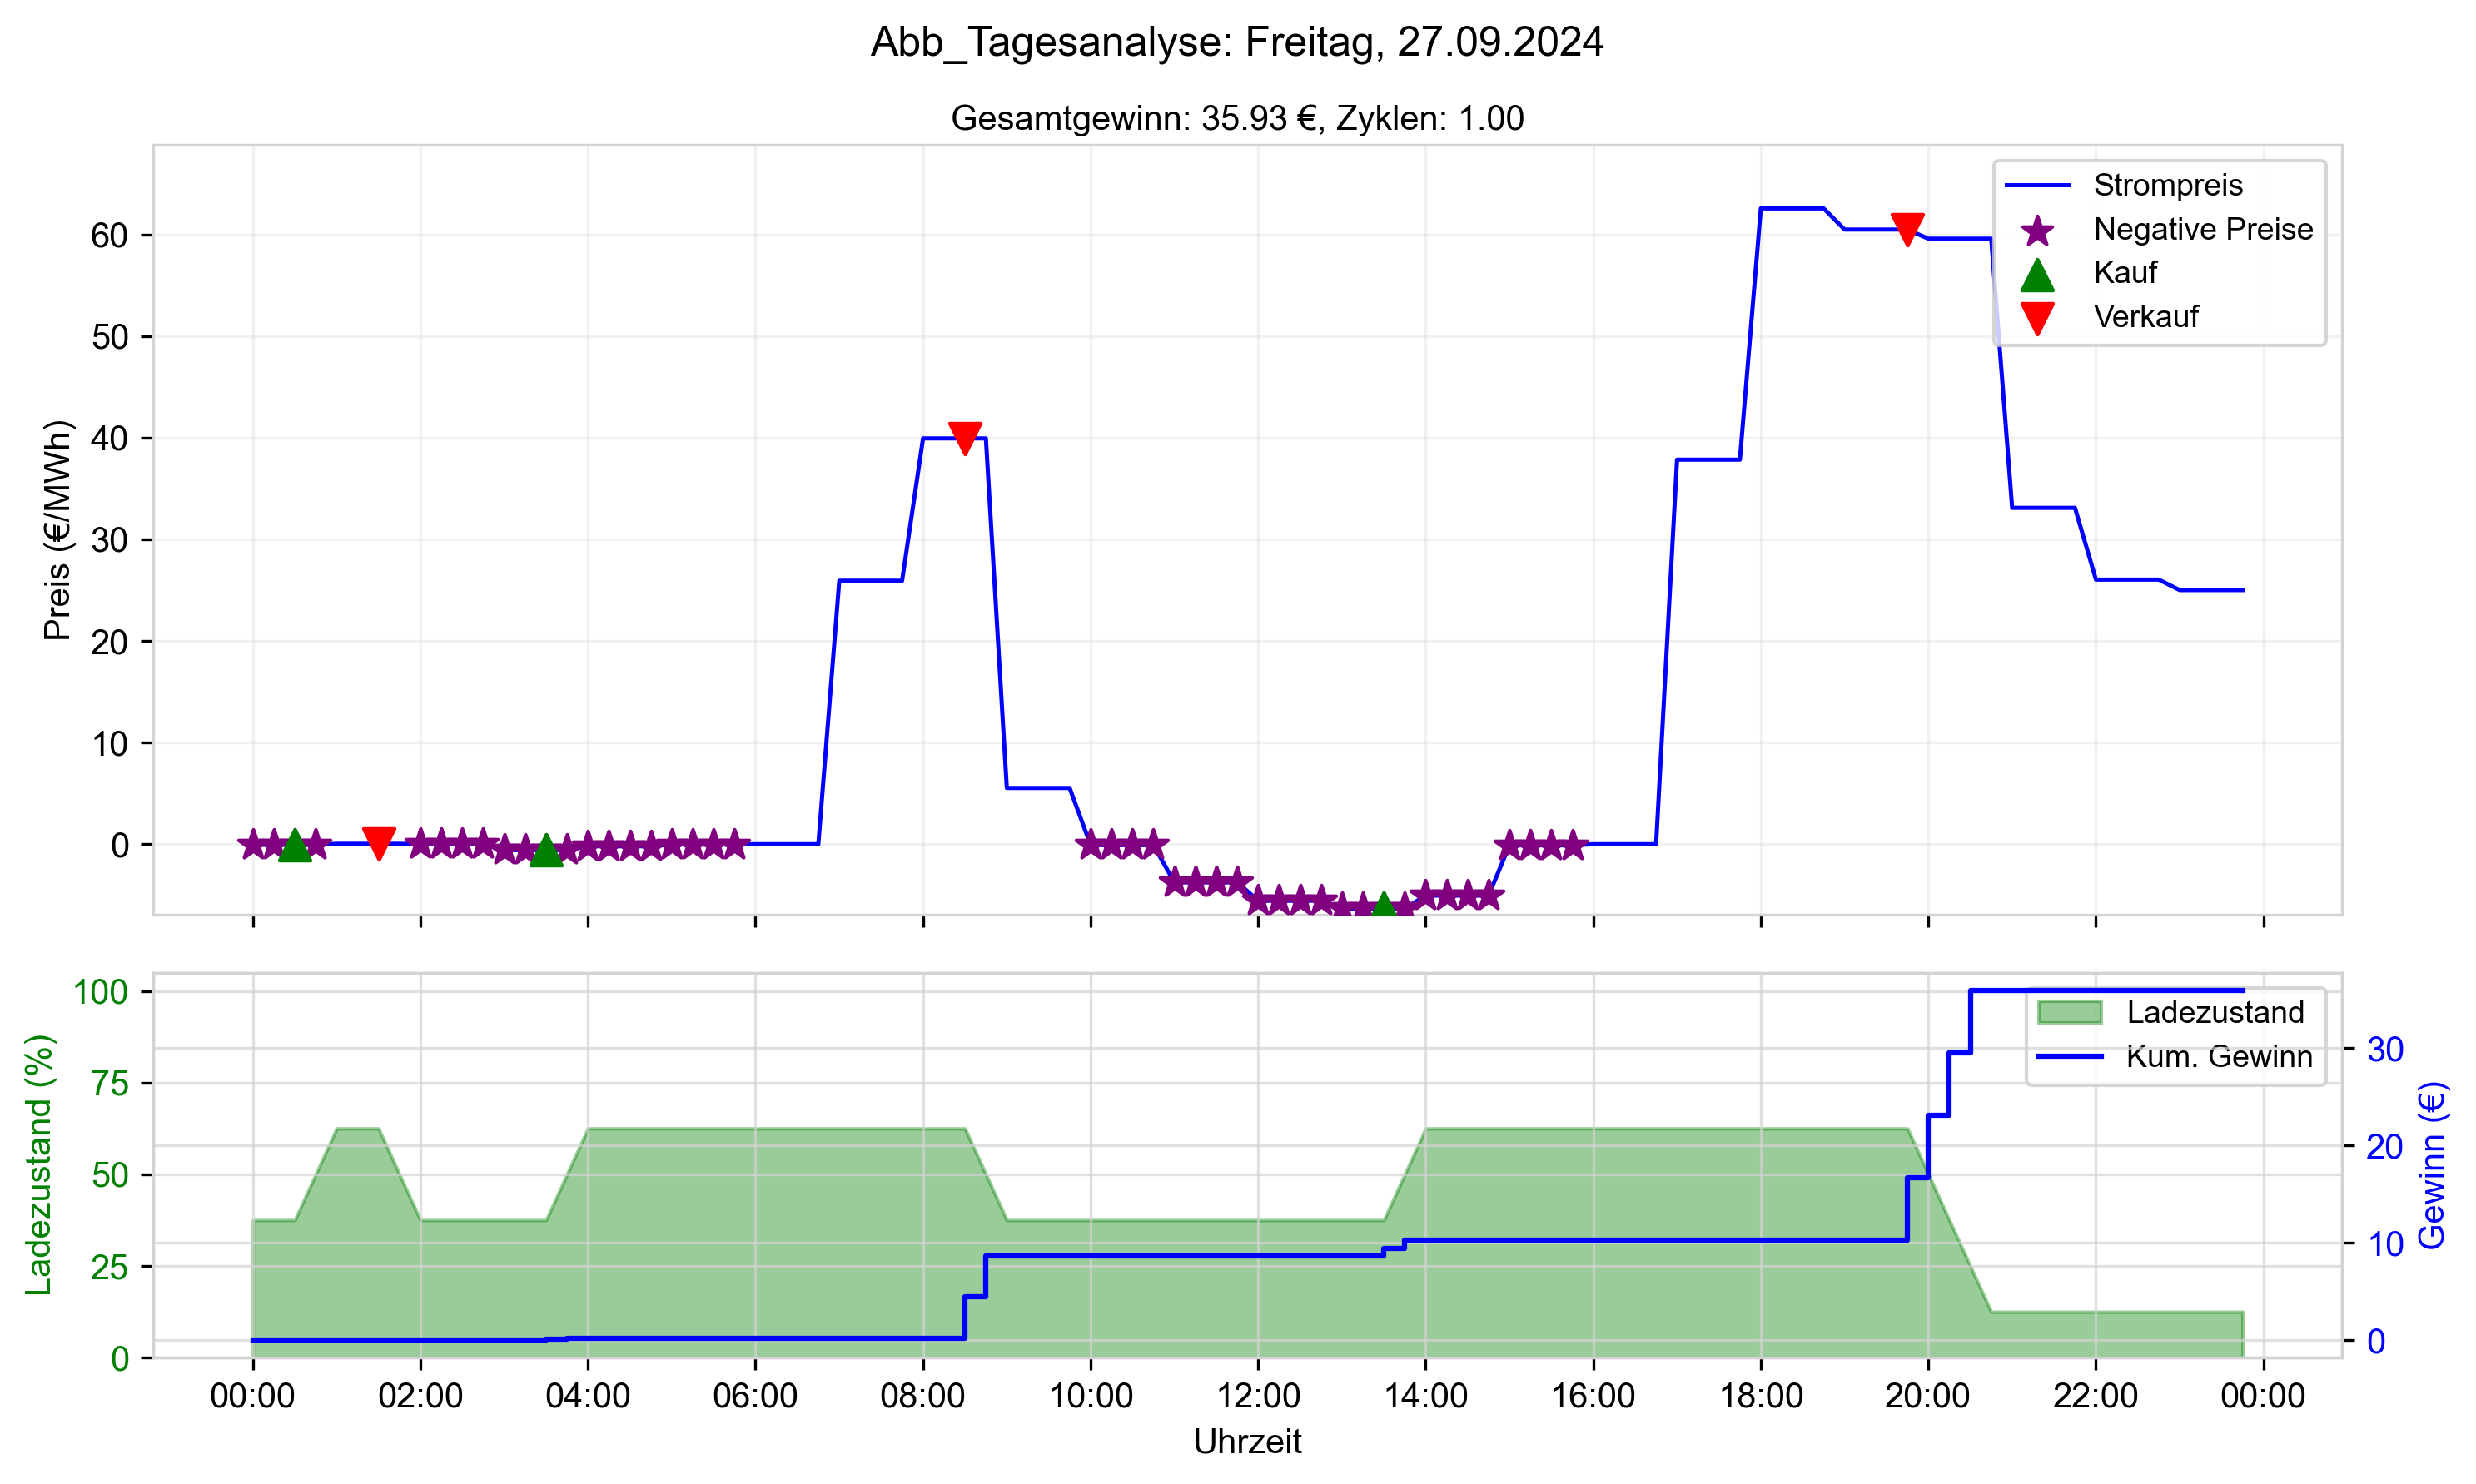 Abb_Tagesanalyse: Freitag, 27.09.2024
Gesamtgewinn: 35.93 €, Zyklen: 1.00
Preis (€/MWh)
60
50
40
30
20
10
0
Strompreis
Negative Preise
Kauf
Verkauf
Ladezustand (%)
100
75
50
25
0
Ladezustand
Kum. Gewinn
30
20
10
0
Gewinn (€)
00:00 02:00 04:00 06:00 08:00 10:00 12:00 14:00 16:00 18:00 20:00 22:00 00:00
Uhrzeit